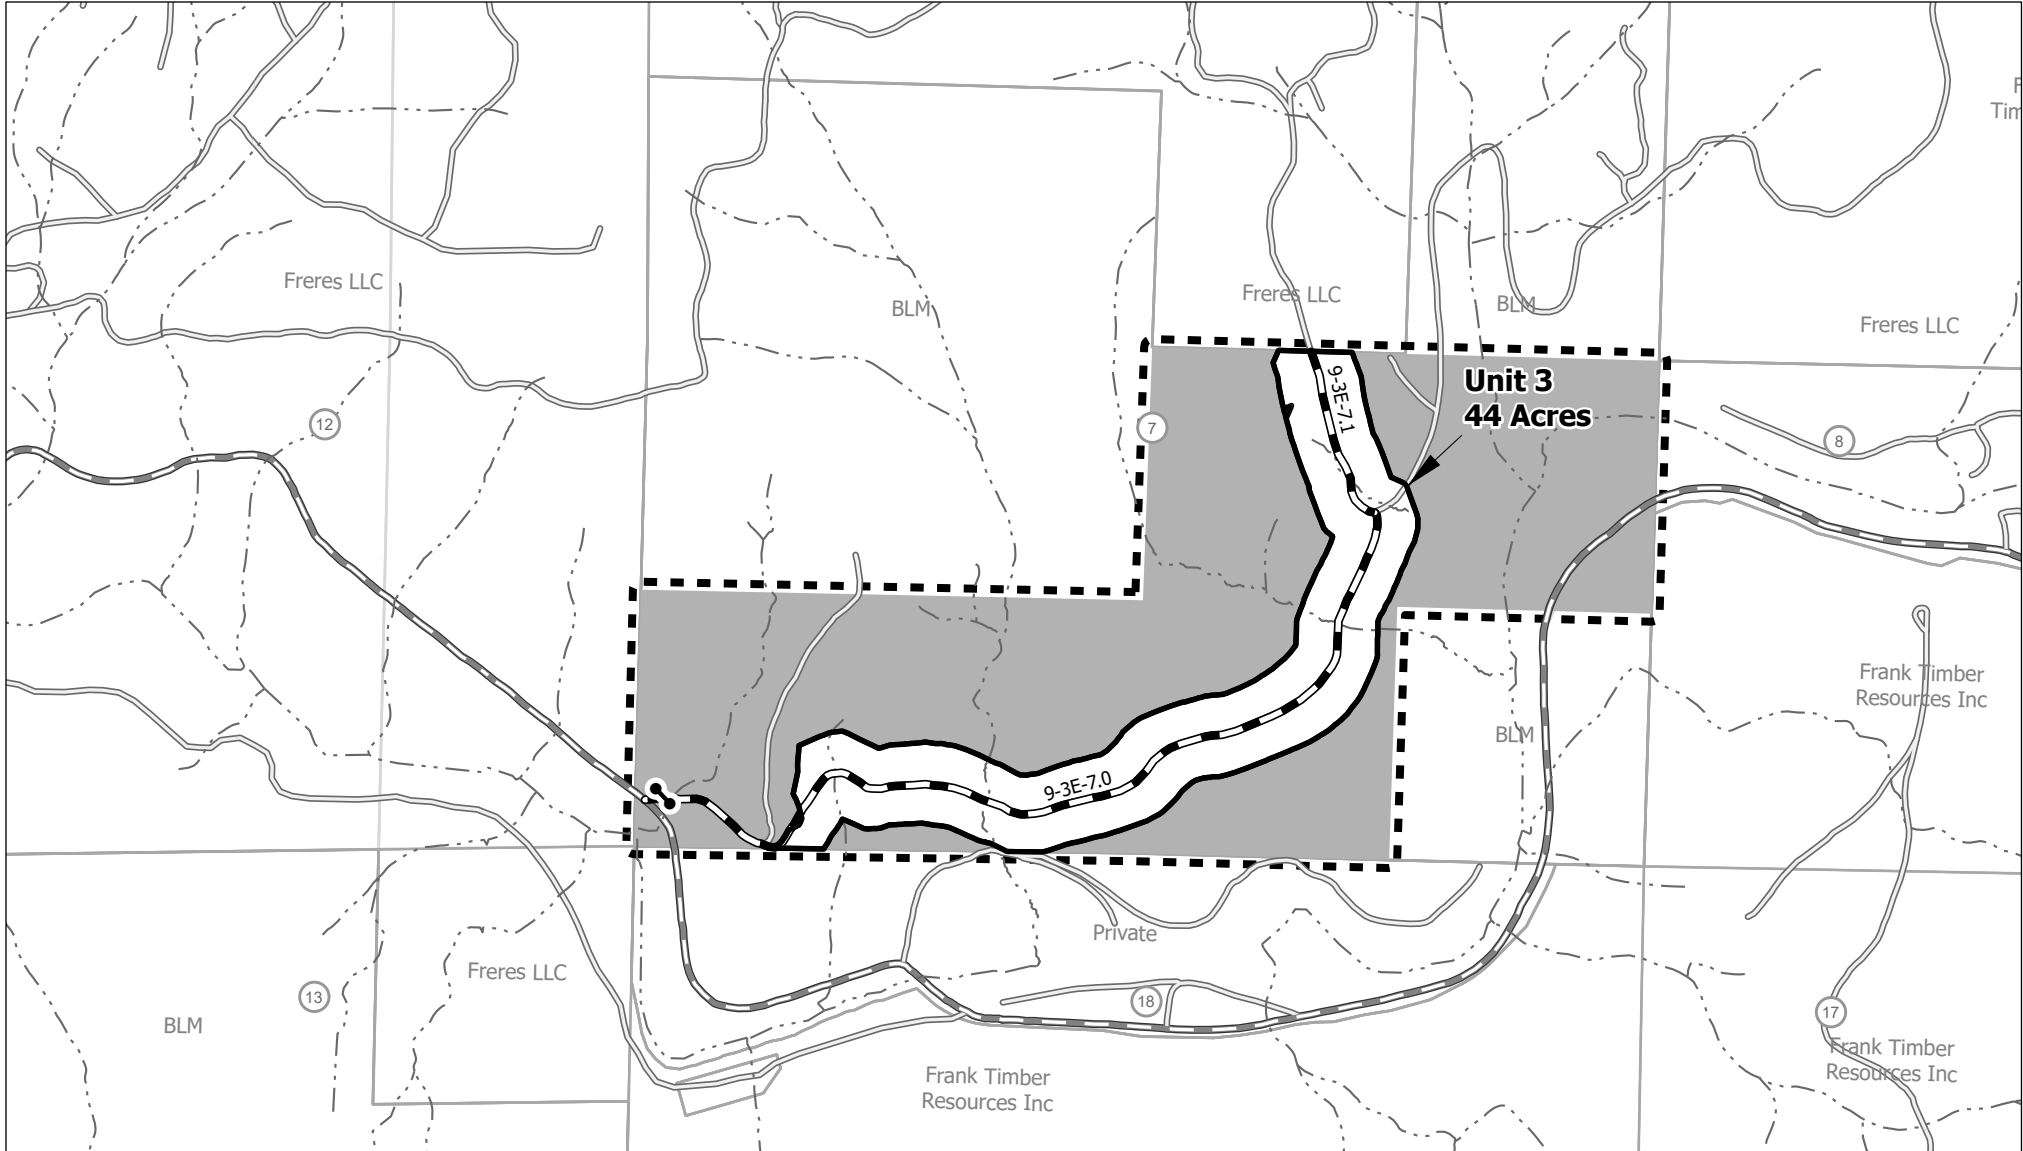 F
Tim
Freres LLC
BLM
Freres LLC
BLM
Freres LLC
Unit 3
44 Acres
9-3E-7.1
12
7
8
Frank Timber
Resources Inc
BLM
9-3E-7.0
Private
Freres LLC
13
BLM
18
17
Frank Timber
Resources Inc
Frank Timber
Resources Inc